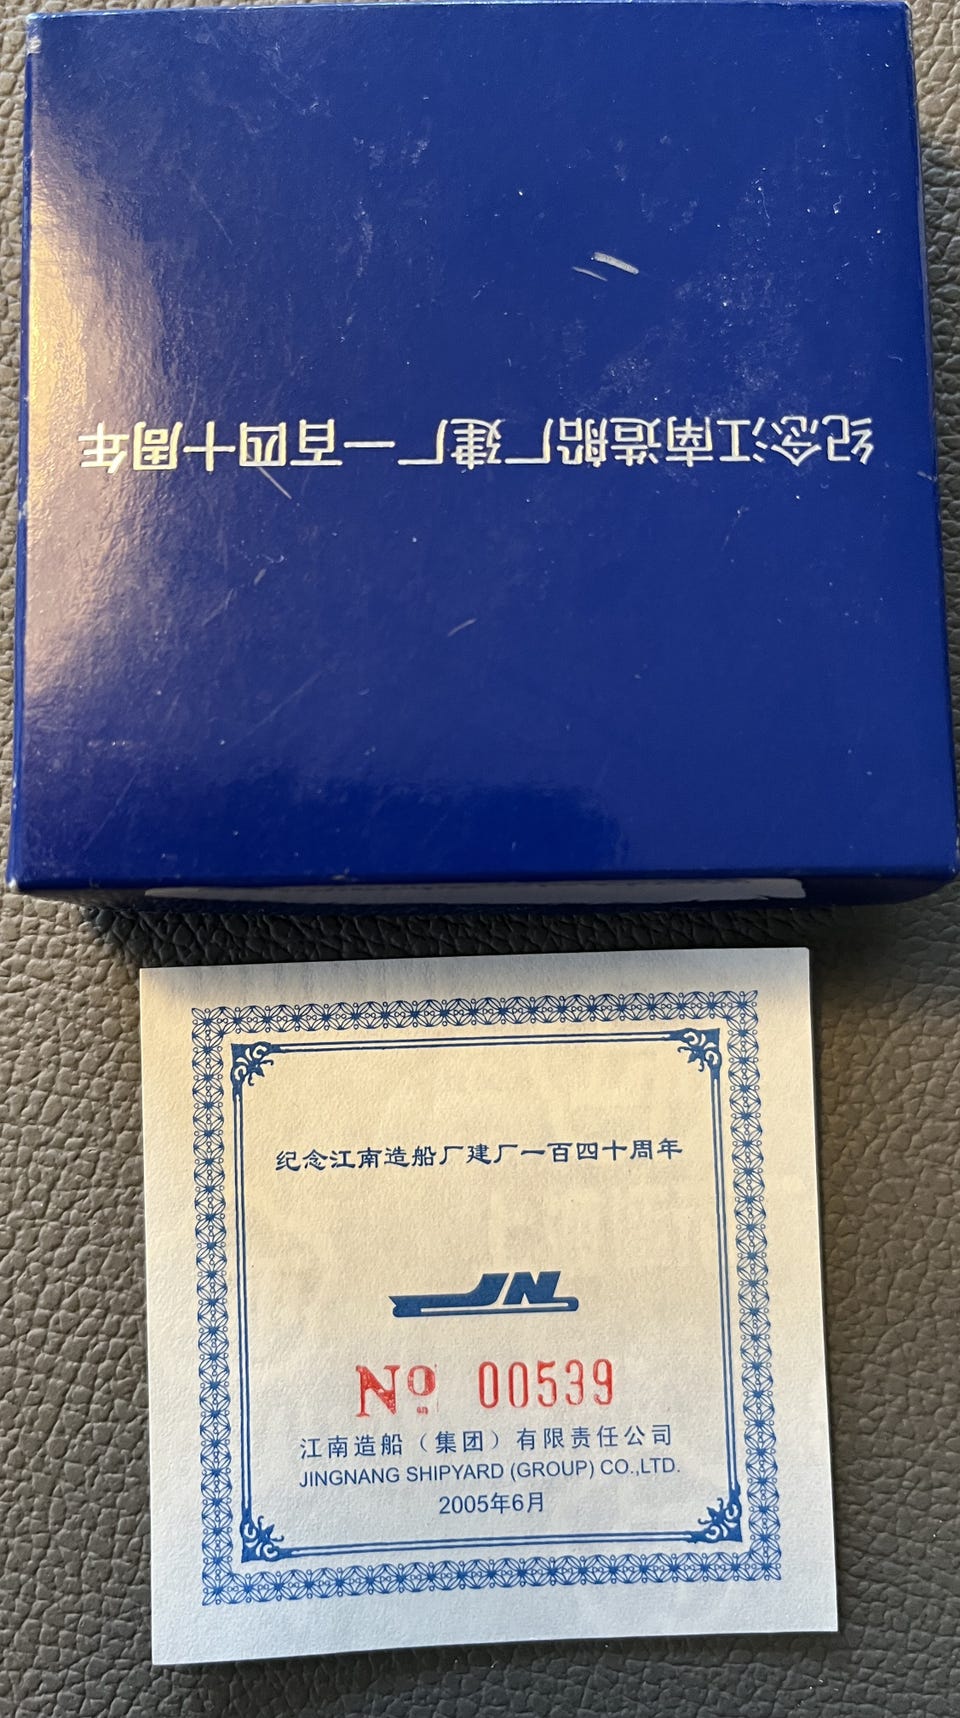 纪念江南造船厂建厂一百四十周年
纪念江南造船厂建厂一百四十周年
JN
No 00539
江南造船（集团）有限责任公司
JINGNANG SHIPYARD (GROUP) CO.,LTD.
2005年6月